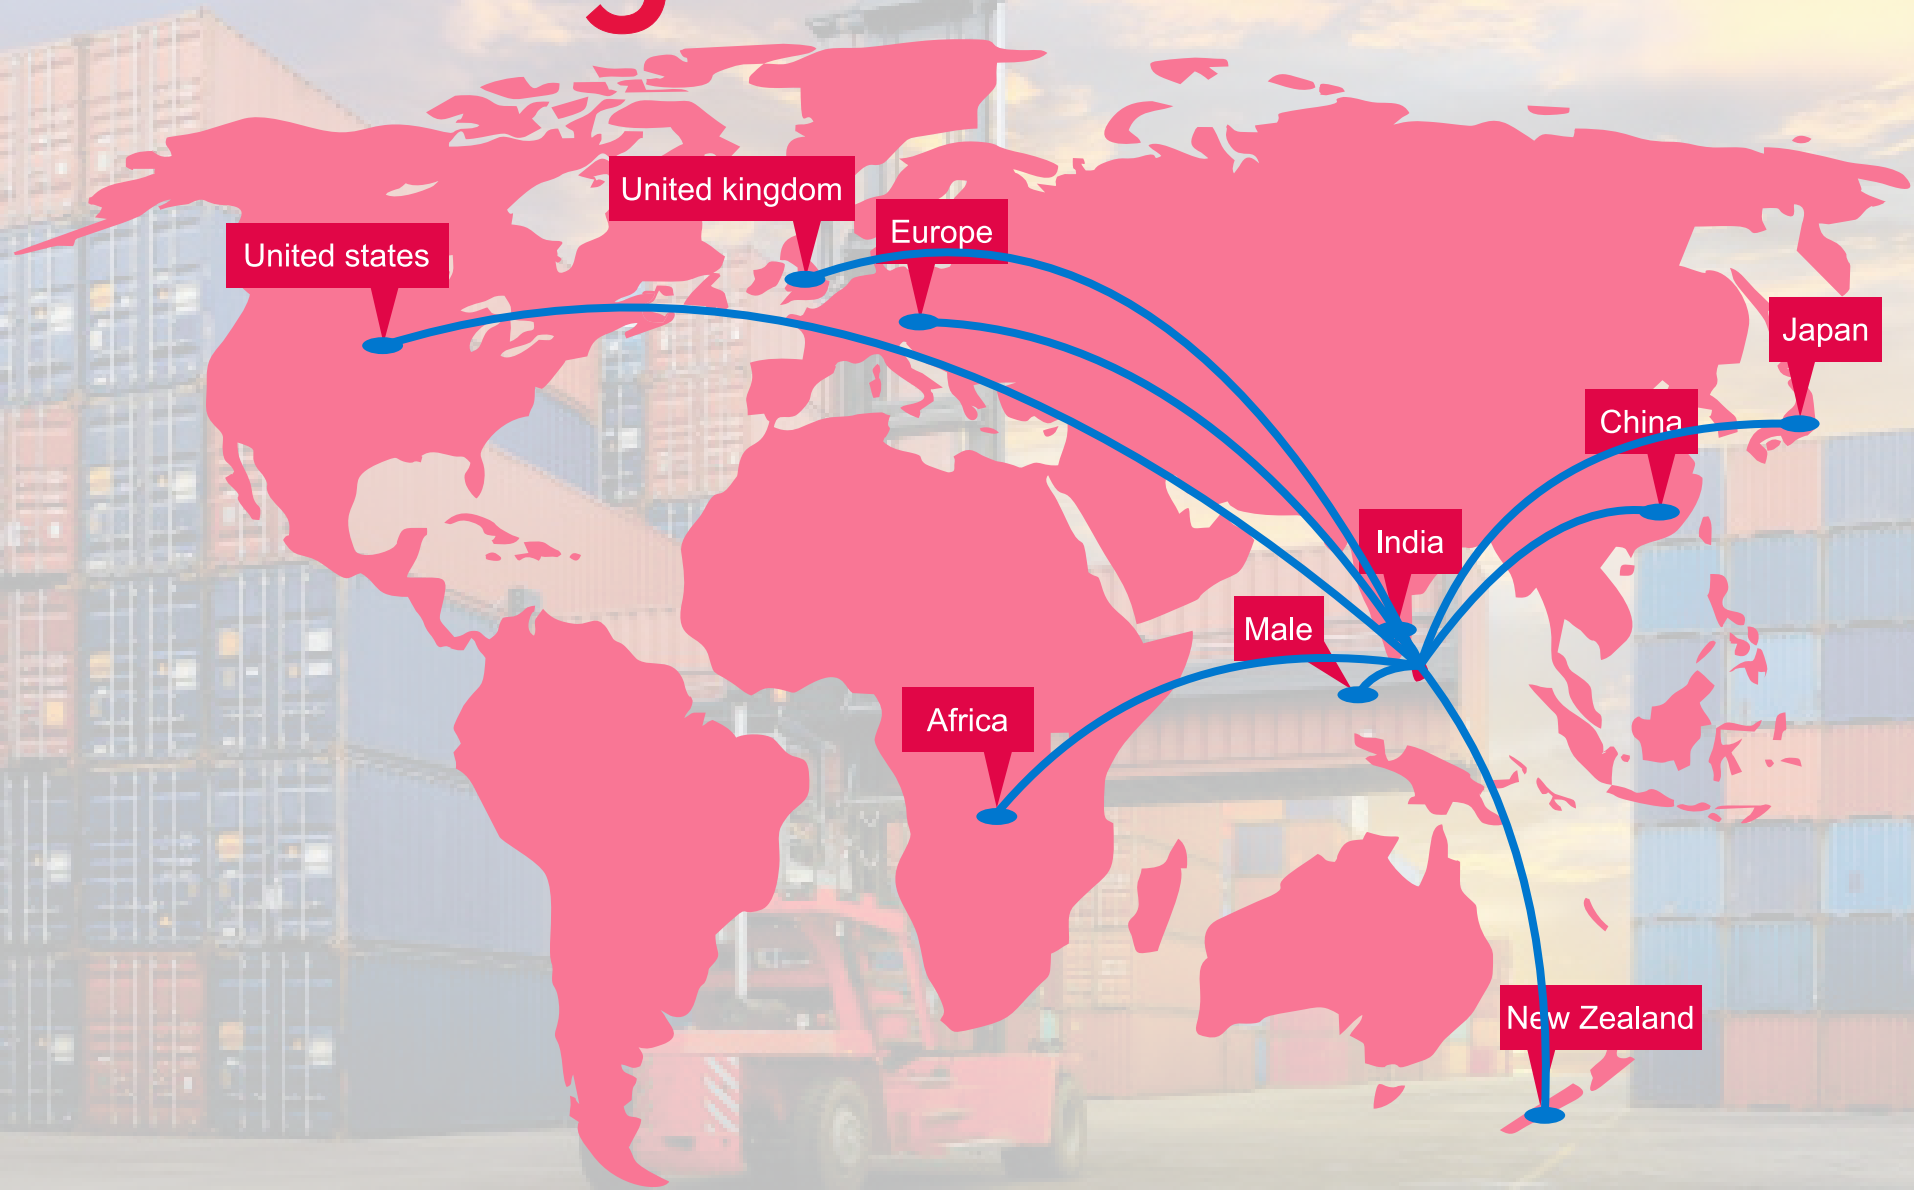 United kingdom
Europe
United states
Japan
China
India
Male
Africa
New Zealand